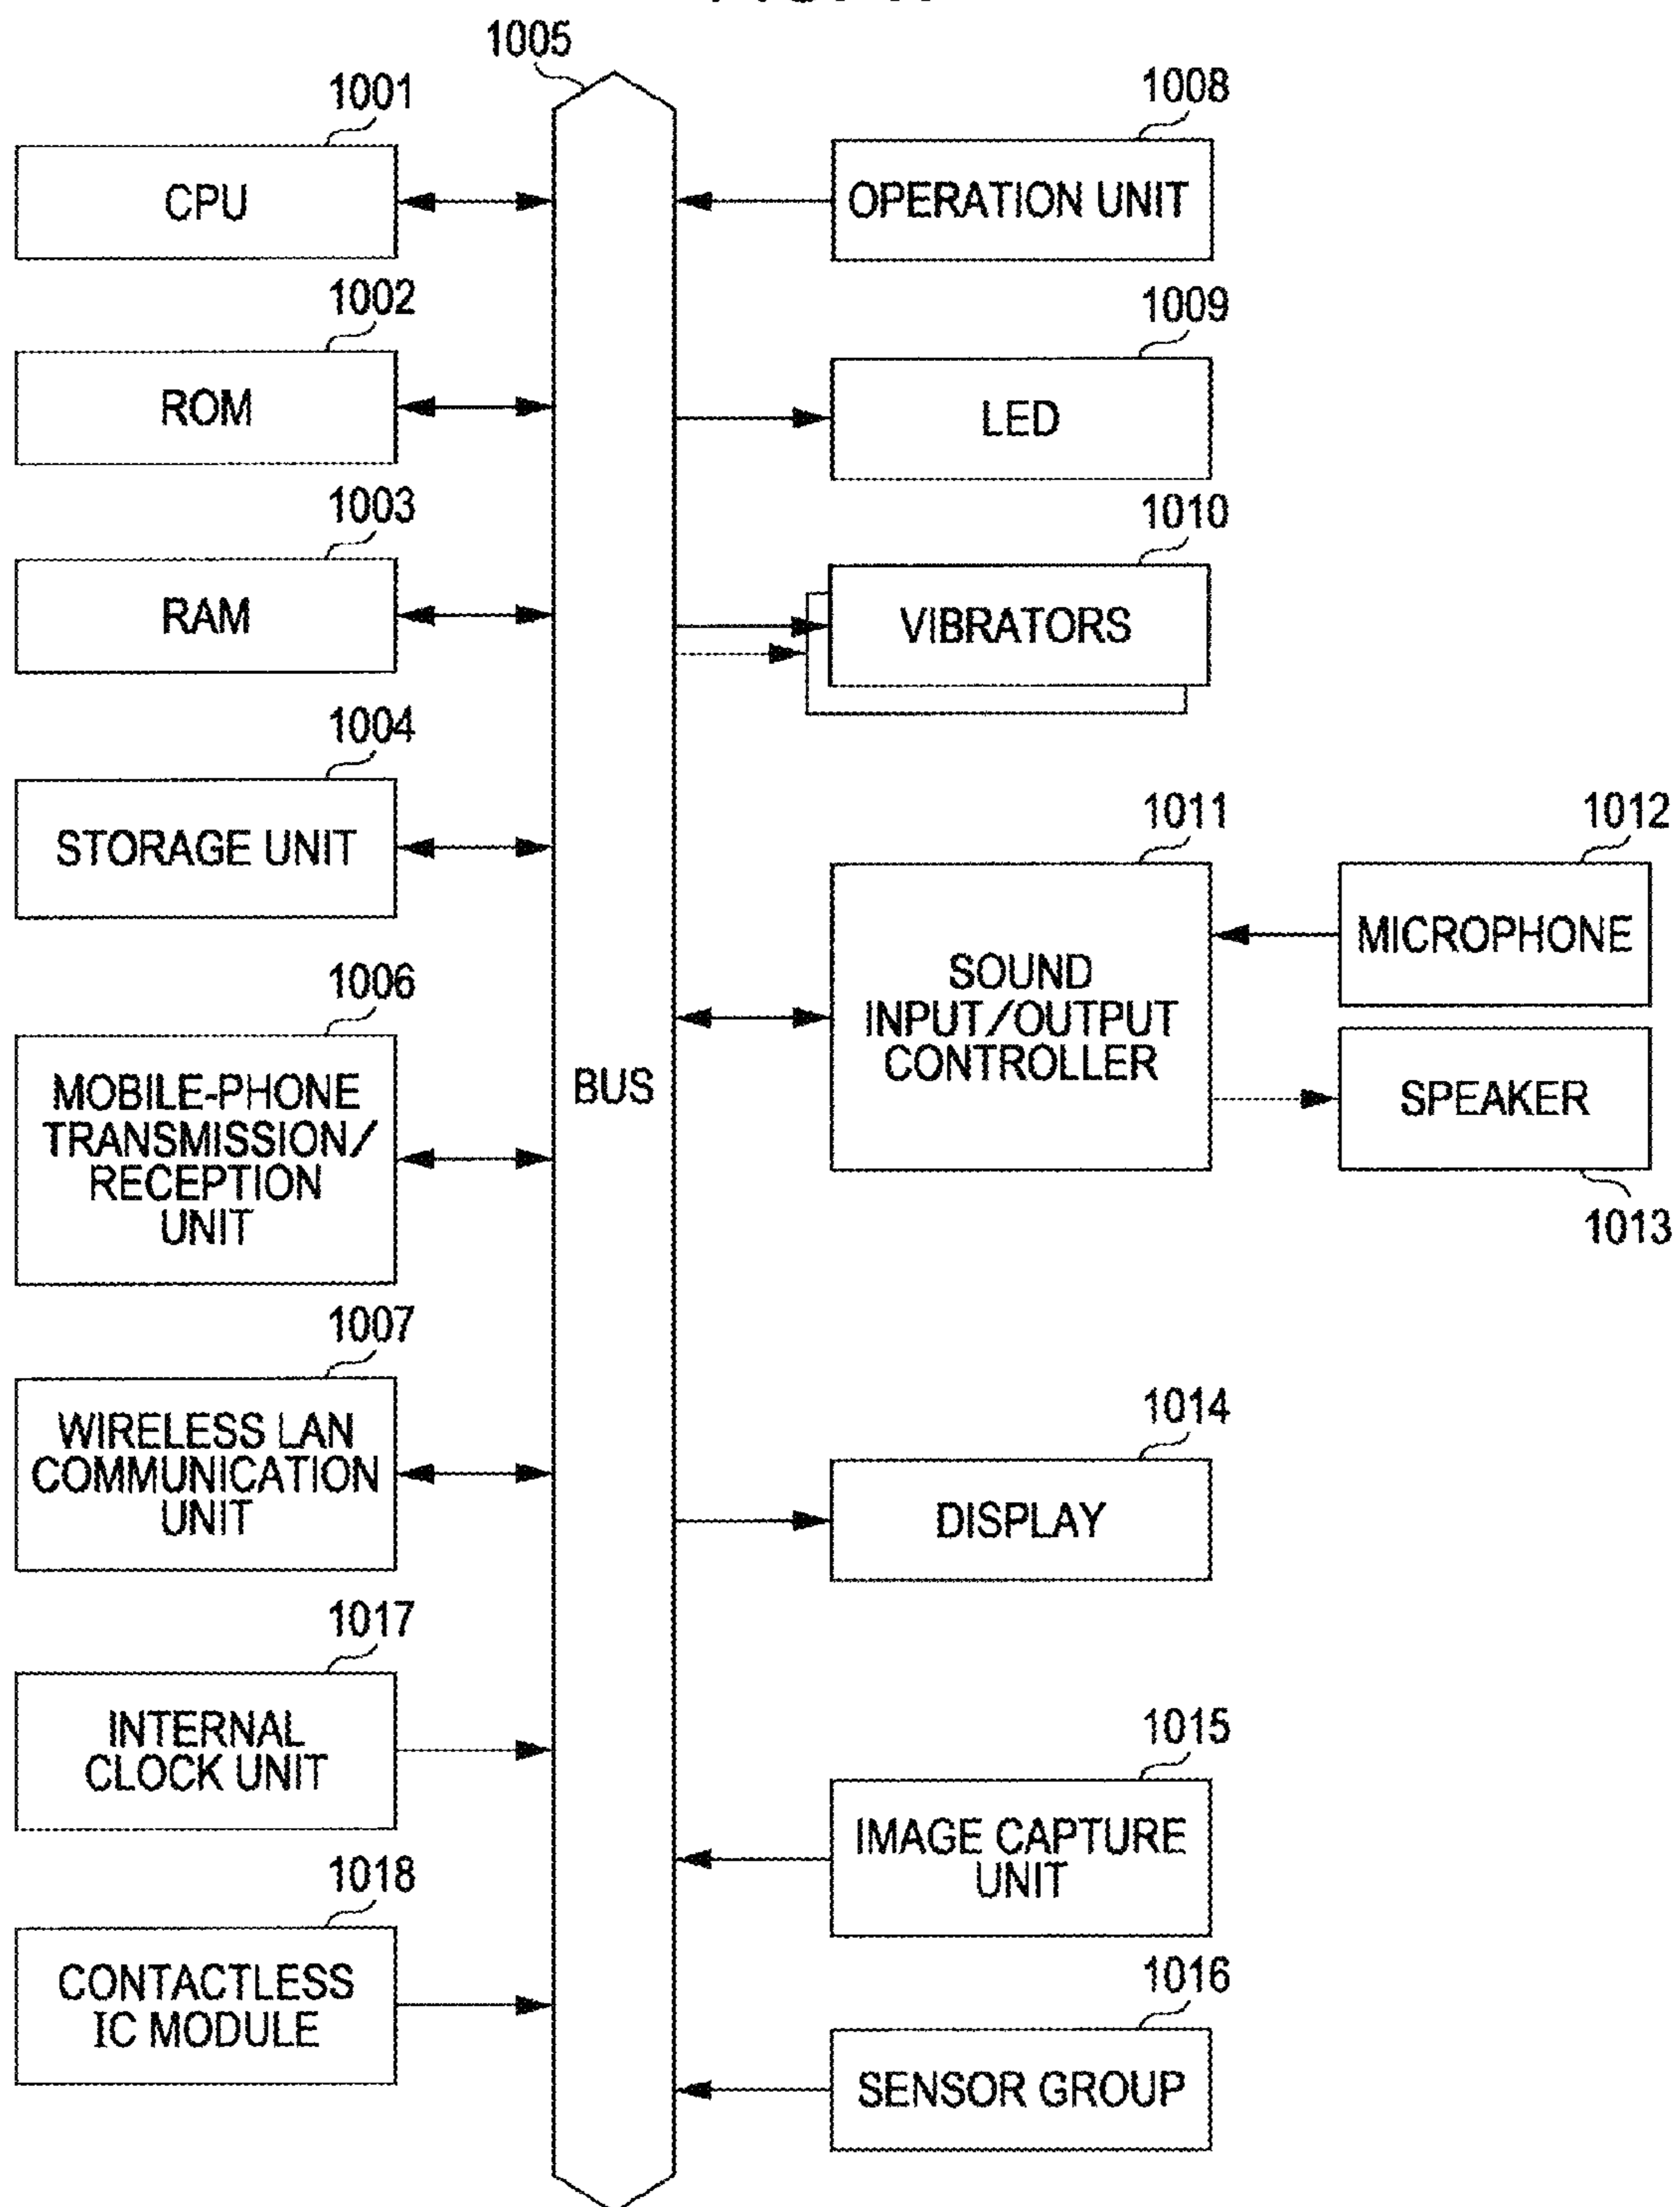 1005
1001
CPU
1002
ROM
1003
RAM
1004
STORAGE UNIT
1006
MOBILE-PHONE
TRANSMISSION/
RECEPTION
UNIT
1007
WIRELESS LAN
COMMUNICATION
UNIT
1017
INTERNAL
CLOCK UNIT
1018
CONTACTLESS
IC MODULE
BUS
1008
OPERATION UNIT
1009
LED
1010
VIBRATORS
1011
SOUND
INPUT/OUTPUT
CONTROLLER
1012
MICROPHONE
SPEAKER
1013
1014
DISPLAY
1015
IMAGE CAPTURE
UNIT
1016
SENSOR GROUP